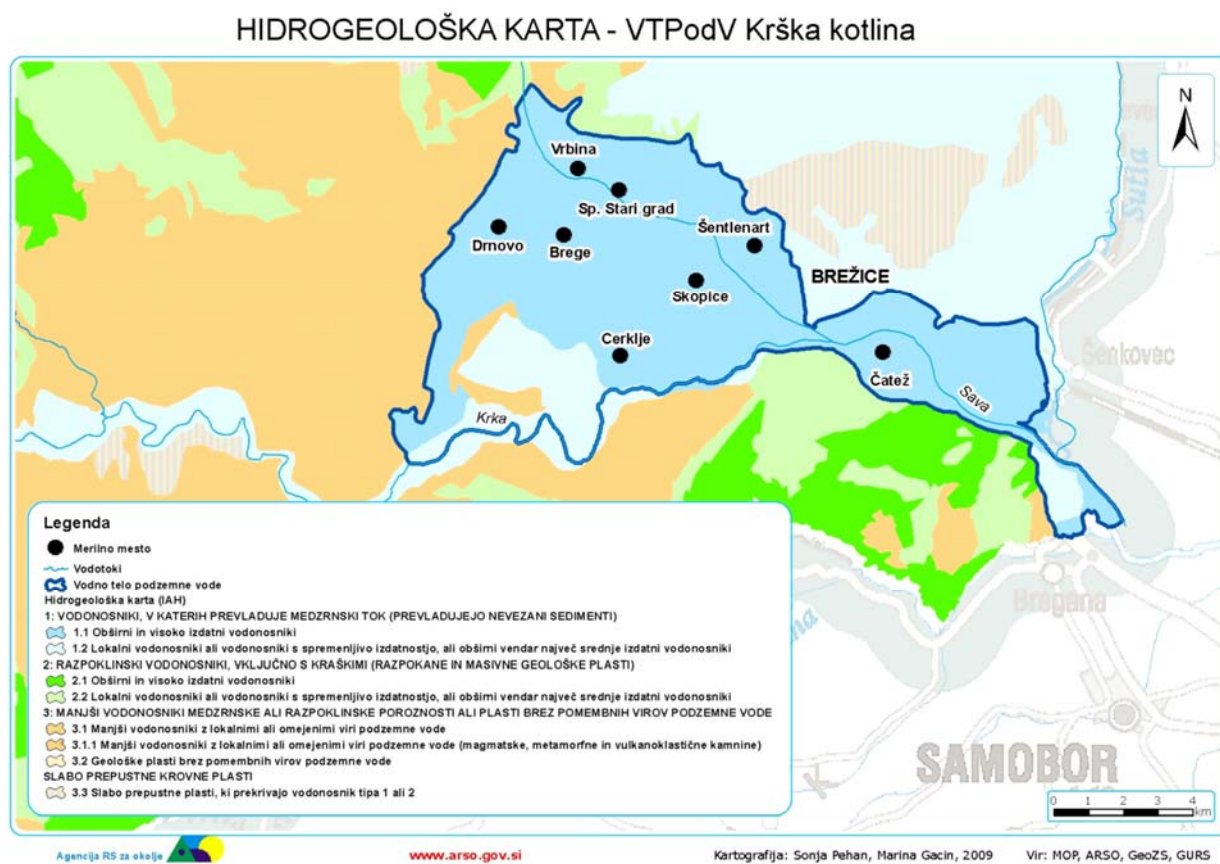 HIDROGEOLOŠKA KARTA - VTPodV Krška kotlina
N
Sutla
Vrbina
Sp. Stari grad
Drnovo
Brege
Šentlenart
BREŽICE
Skopice
Cerklje
Čatež
Šenkovec
Sava
Krka
Bregana
SAMOBOR
Legenda
Merilno mesto
Vodotoki
Vodno telo podzemne vode
Hidrogeološka karta (IAH)
1: VODONOSNIKI, V KATERIH PREVLADUJE MEDZRNSKI TOK (PREVLADUJEJO NEVEZANI SEDIMENTI)
1.1 Obširni in visoko izdatni vodonosniki
1.2 Lokalni vodonosniki ali vodonosniki s spremenljivo izdatnostjo, ali obširni vendar največ srednje izdatni vodonosniki
2: RAZPOKLINSKI VODONOSNIKI, VKLJUČNO S KRAŠKIMI (RAZPOKANE IN MASIVNE GEOLOŠKE PLASTI)
2.1 Obširni in visoko izdatni vodonosniki
2.2 Lokalni vodonosniki ali vodonosniki s spremenljivo izdatnostjo, ali obširni vendar največ srednje izdatni vodonosniki
3: MANJŠI VODONOSNIKI MEDZRNSKE ALI RAZPOKLINSKE POROZNOSTI ALI PLASTI BREZ POMEMBNIH VIROV PODZEMNE VODE
3.1 Manjši vodonosniki z lokalnimi ali omejenimi viri podzemne vode
3.1.1 Manjši vodonosniki z lokalnimi ali omejenimi viri podzemne vode (magmatske, metamorfne in vulkanoklastične kamnine)
3.2 Geološke plasti brez pomembnih virov podzemne vode
SLABO PREPUSTNE KROVNE PLASTI
3.3 Slabo prepustne plasti, ki prekrivajo vodonosnik tipa 1 ali 2
0 1 2 3 4
km
Agencija RS za okolje
www.arso.gov.si
Kartografija: Sonja Pehan, Marina Gacin, 2009
Vir: MOP, ARSO, GeoZS, GURS